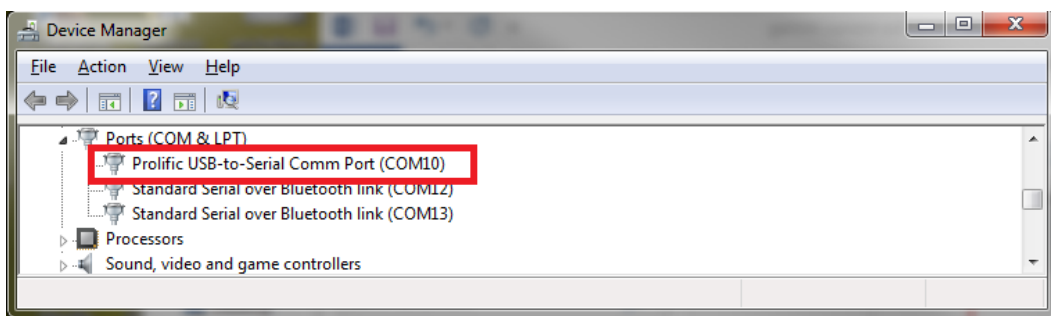 Device Manager
File Action View Help
Ports (COM & LPT)
Prolific USB-to-Serial Comm Port (COM10)
Standard Serial over Bluetooth link (COM12)
Standard Serial over Bluetooth link (COM13)
Processors
Sound, video and game controllers